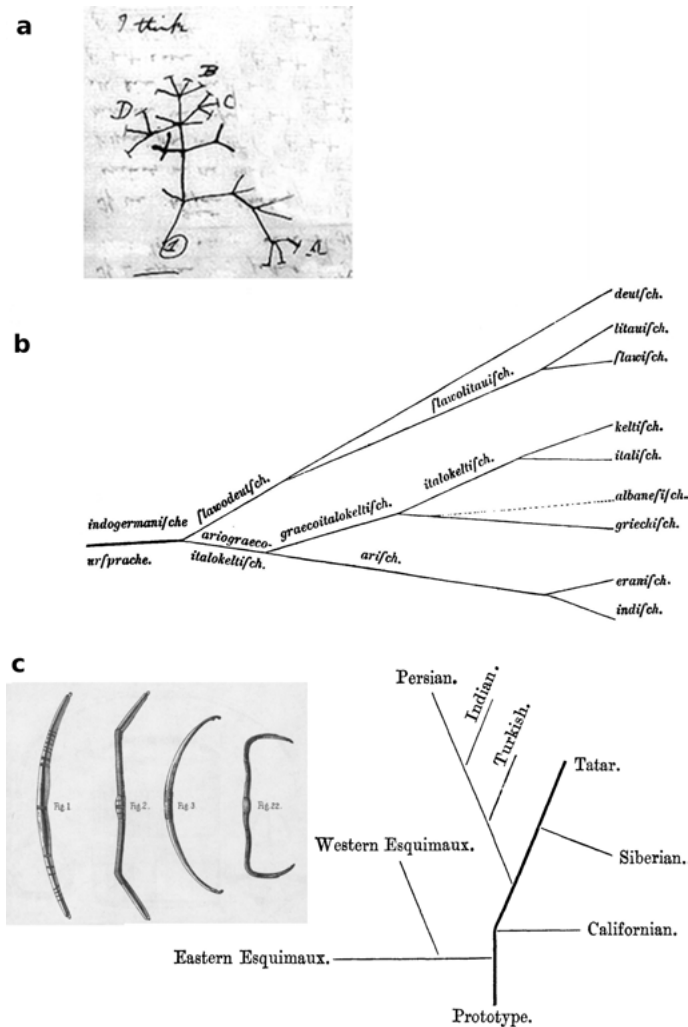 a
I think
B
D
C
1
A
b
deutſch.
litauiſch.
ſlawiſch.
ſlawolitauiſch.
keltiſch.
ſlawodeutſch.
italokeltiſch.
italiſch.
albaneſiſch.
graecoitalokeltiſch.
indogermaniſche
ariograeco-
griechiſch.
urſprache.
italokeltiſch.
ariſch.
eraniſch.
indiſch.
c
Fig.1
Fig.2.
Fig.3
Fig.22.
Persian.
Indian.
Turkish.
Tatar.
Western Esquimaux.
Siberian.
Californian.
Eastern Esquimaux.
Prototype.